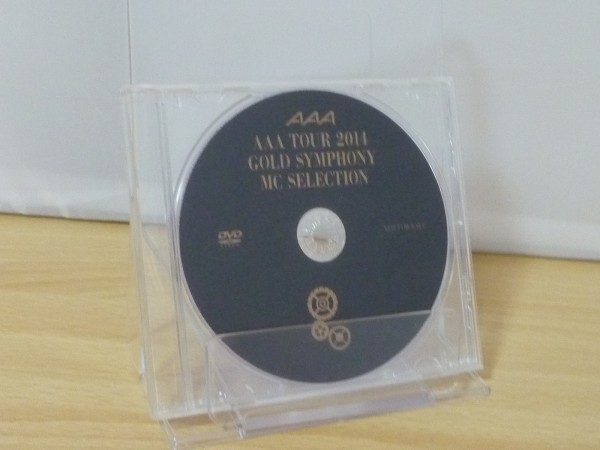 AAA
AAA TOUR 2014
GOLD SYMPHONY
MC SELECTION
DVD